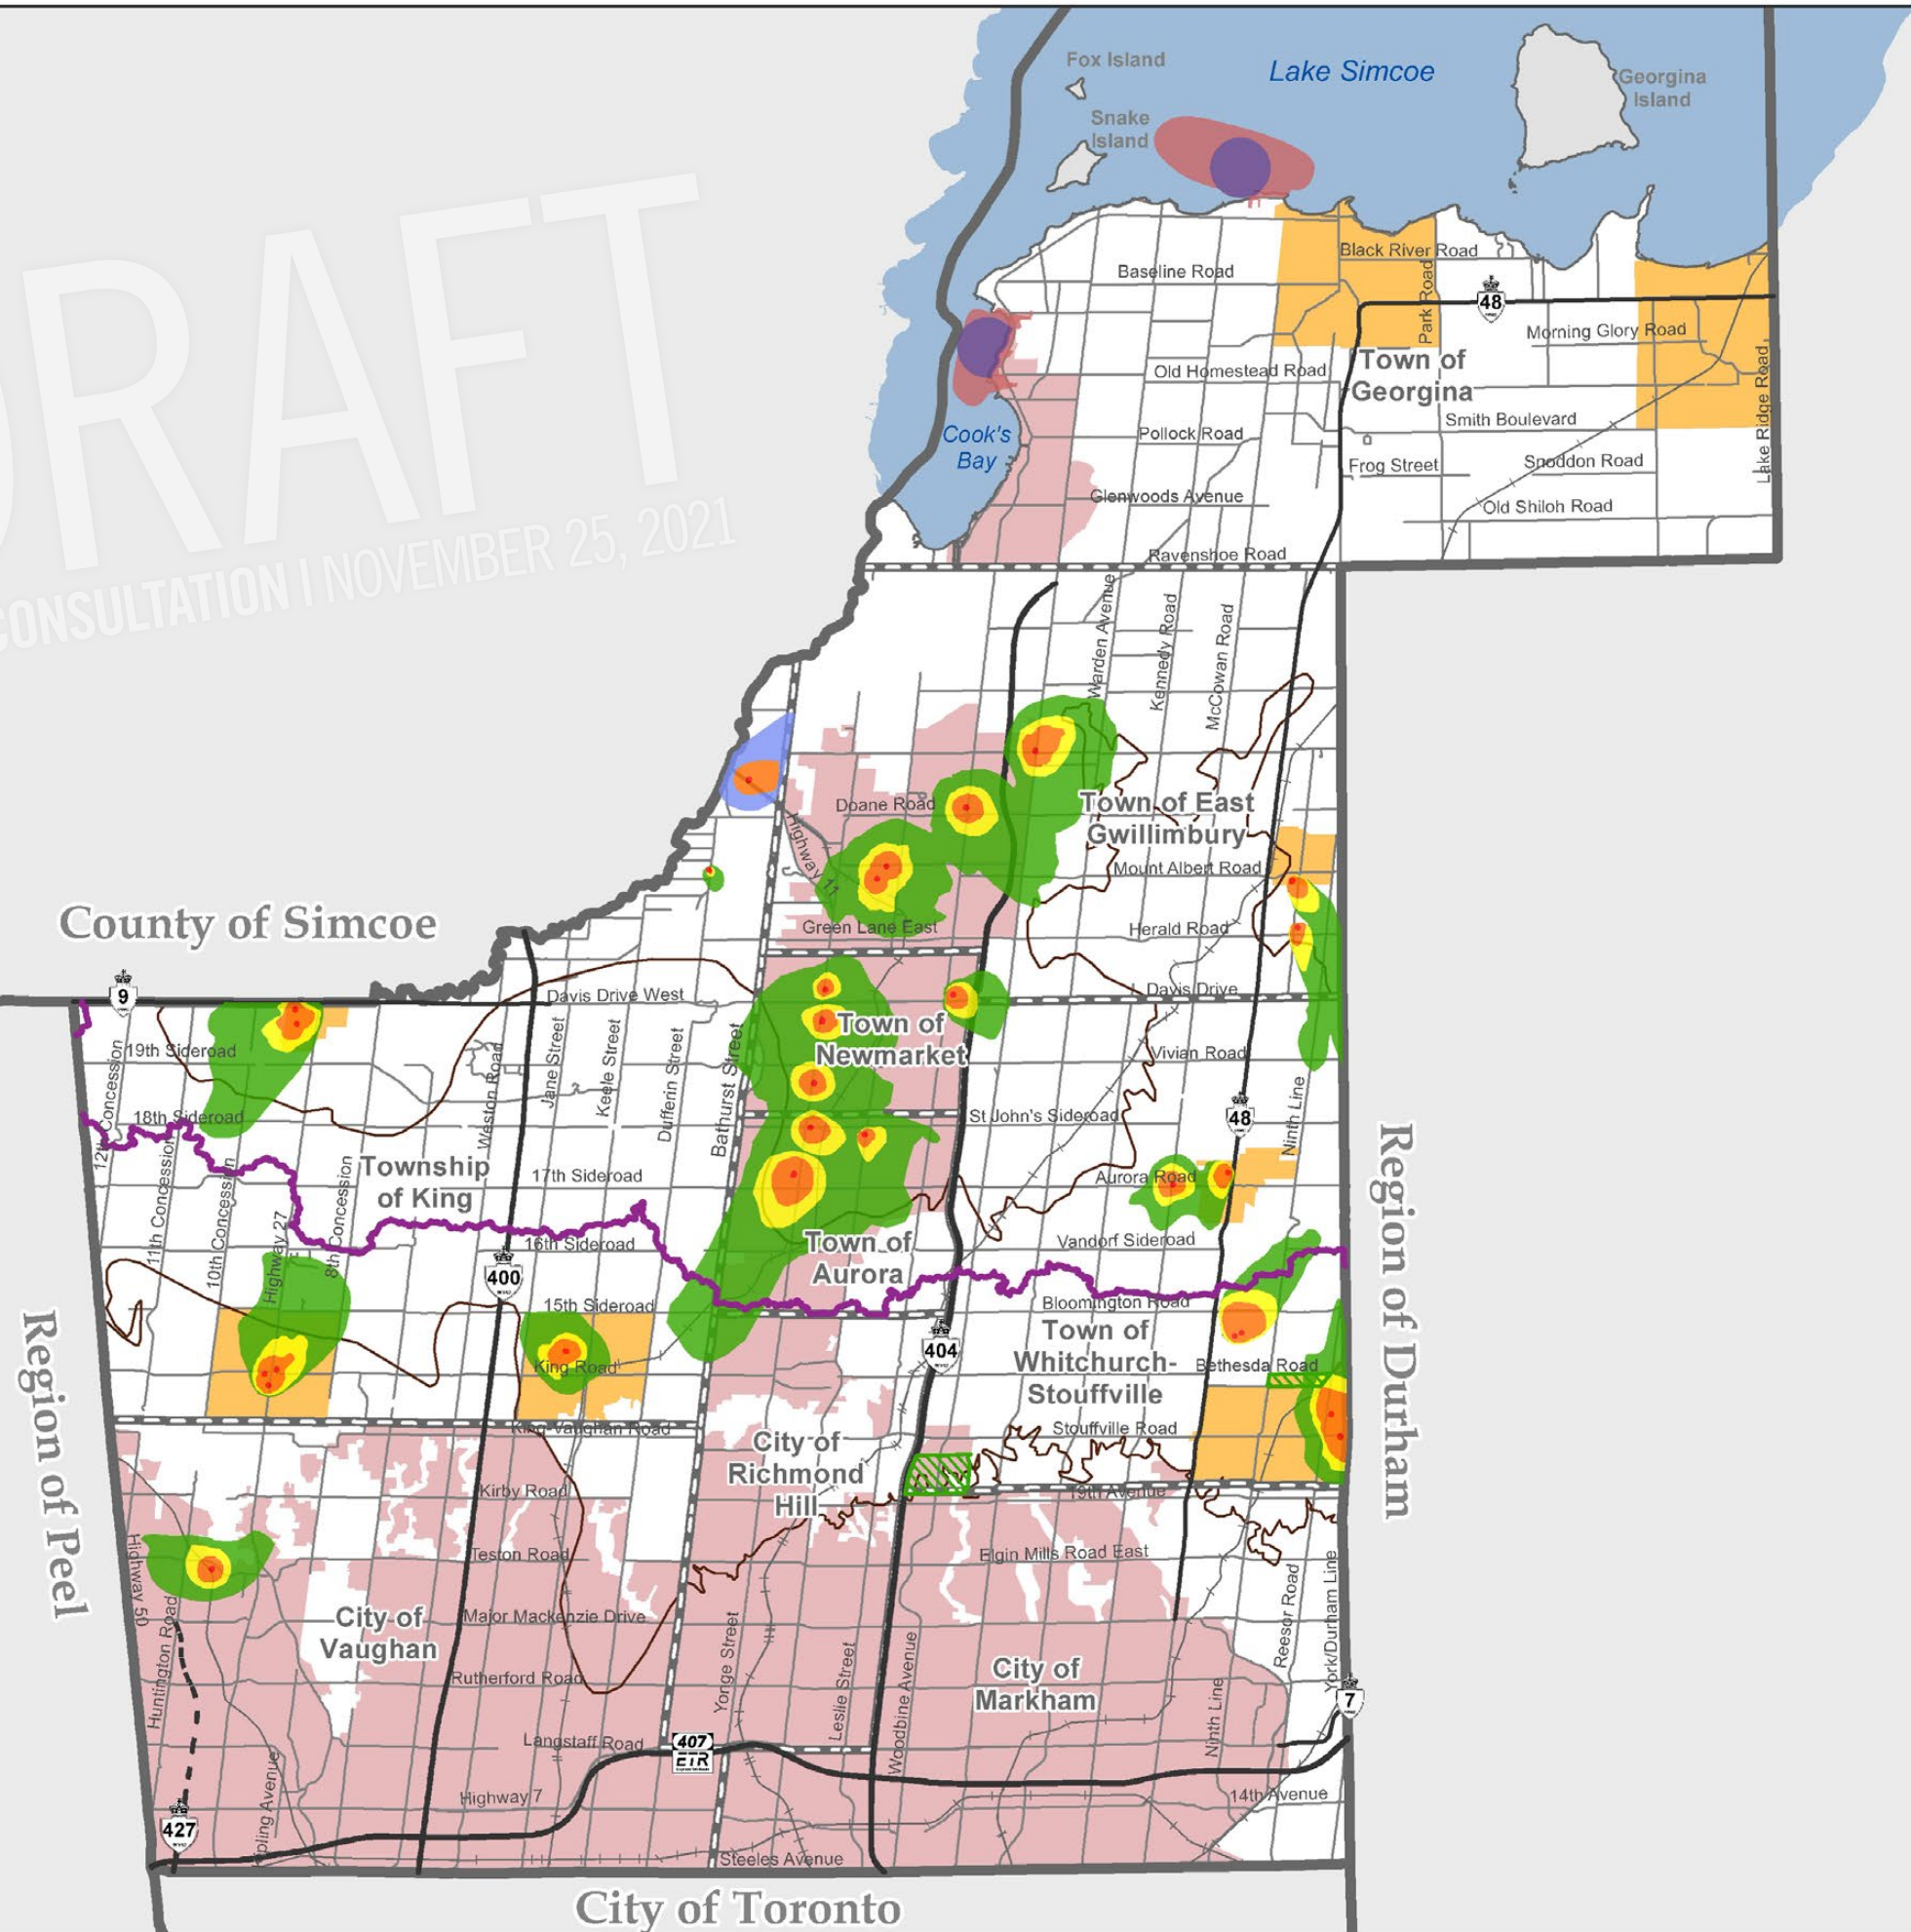 Fox Island
Lake Simcoe
Georgina
Island
Snake
Island
DRAFT
CONSULTATION | NOVEMBER 25, 2021
Black River Road
Baseline Road
Park Road
48
Morning Glory Road
Old Homestead Road
Town of
Georgina
Lake Ridge Road
Smith Boulevard
Cook's
Bay
Pollock Road
Frog Street
Snoddon Road
Glenwoods Avenue
Old Shiloh Road
Ravenshoe Road
Warden Avenue
Kennedy Road
McCowan Road
Doane Road
Town of East
Gwillimbury
Highway 11
Mount Albert Road
County of Simcoe
Green Lane East
Herald Road
9
Davis Drive West
Davis Drive
Town of
Newmarket
19th Sideroad
12th Concession
Weston Road
Jane Street
Keele Street
Dufferin Street
Bathurst Street
Vivian Road
Ninth Line
18th Sideroad
St John's Sideroad
48
Township
of King
17th Sideroad
Aurora Road
11th Concession
10th Concession
Highway 27
8th Concession
16th Sideroad
Town of
Aurora
Vandorf Sideroad
Region of Durham
400
15th Sideroad
Bloomington Road
Region of Peel
Town of
Whitchurch-
Stouffville
404
King Road
Bethesda Road
King-Vaughan Road
Stouffville Road
City of
Richmond
Hill
Kirby Road
19th Avenue
Teston Road
Elgin Mills Road East
Highway 50
Huntington Road
City of
Vaughan
Major Mackenzie Drive
Reesor Road
York/Durham Line
Rutherford Road
Yonge Street
Leslie Street
Woodbine Avenue
City of
Markham
Ninth Line
7
Langstaff Road
407
ETR
Highway 7
14th Avenue
427
Steeles Avenue
City of Toronto